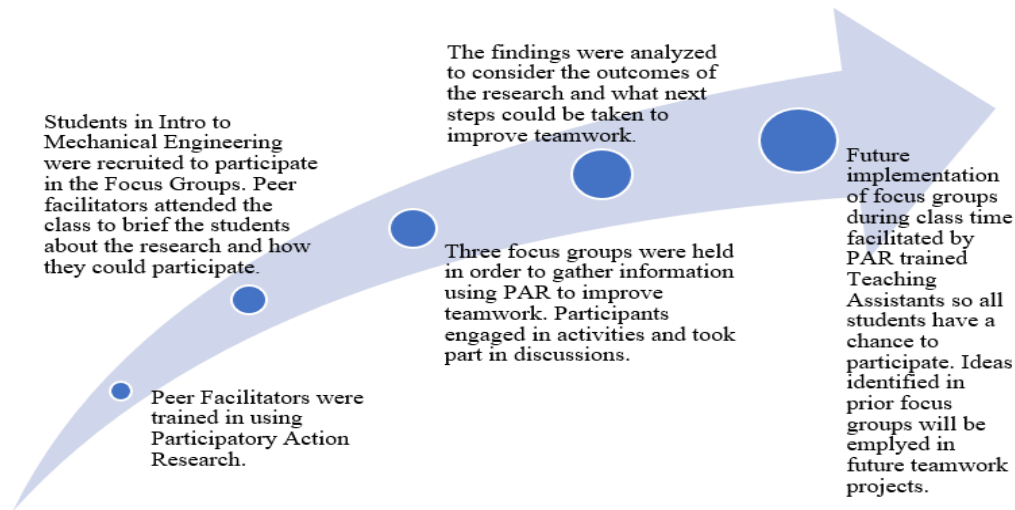 Peer Facilitators were
trained in using
Participatory Action
Research.
Students in Intro to
Mechanical Engineering
were recruited to participate
in the Focus Groups. Peer
facilitators attended the
class to brief the students
about the research and how
they could participate.
Three focus groups were held
in order to gather information
using PAR to improve
teamwork. Participants
engaged in activities and took
part in discussions.
The findings were analyzed
to consider the outcomes of
the research and what next
steps could be taken to
improve teamwork.
Future
implementation
of focus groups
during class time
facilitated by
PAR trained
Teaching
Assistants so all
students have a
chance to
participate. Ideas
identified in
prior focus
groups will be
emplyed in
future teamwork
projects.